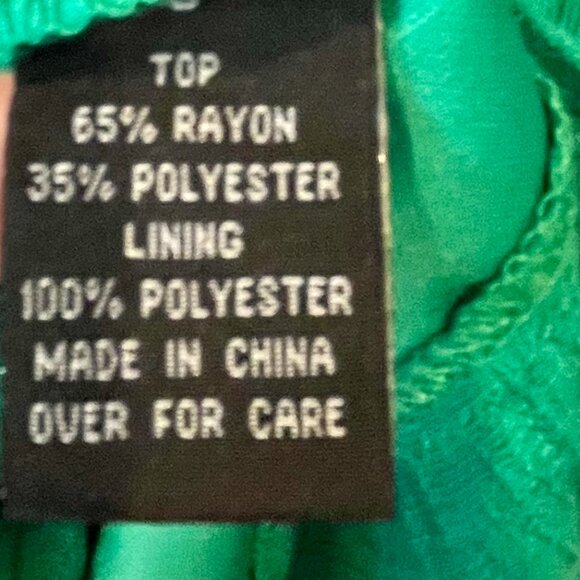 TOP
65% RAYON
35% POLYESTER
LINING
100% POLYESTER
MADE IN CHINA
OVER FOR CARE